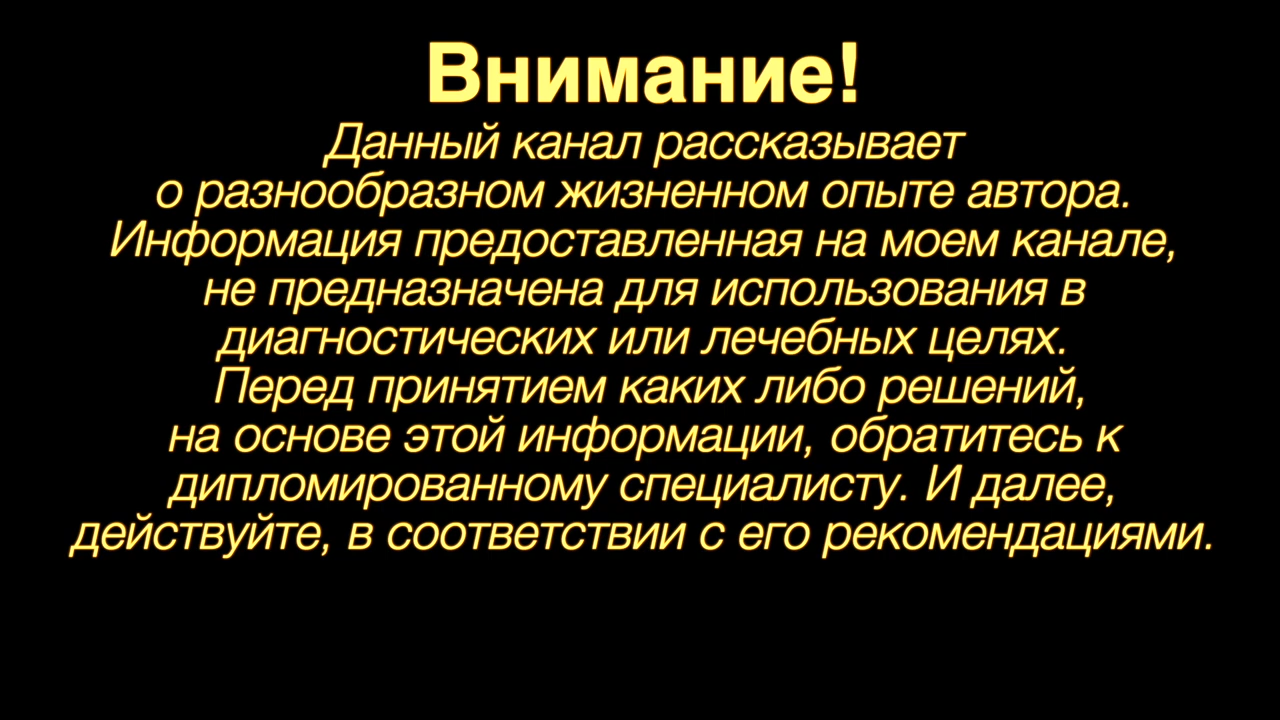 Внимание!
Данный канал рассказывает
о разнообразном жизненном опыте автора.
Информация предоставленная на моем канале,
не предназначена для использования в
диагностических или лечебных целях.
Перед принятием каких либо решений,
на основе этой информации, обратитесь к
дипломированному специалисту. И далее,
действуйте, в соответствии с его рекомендациями.